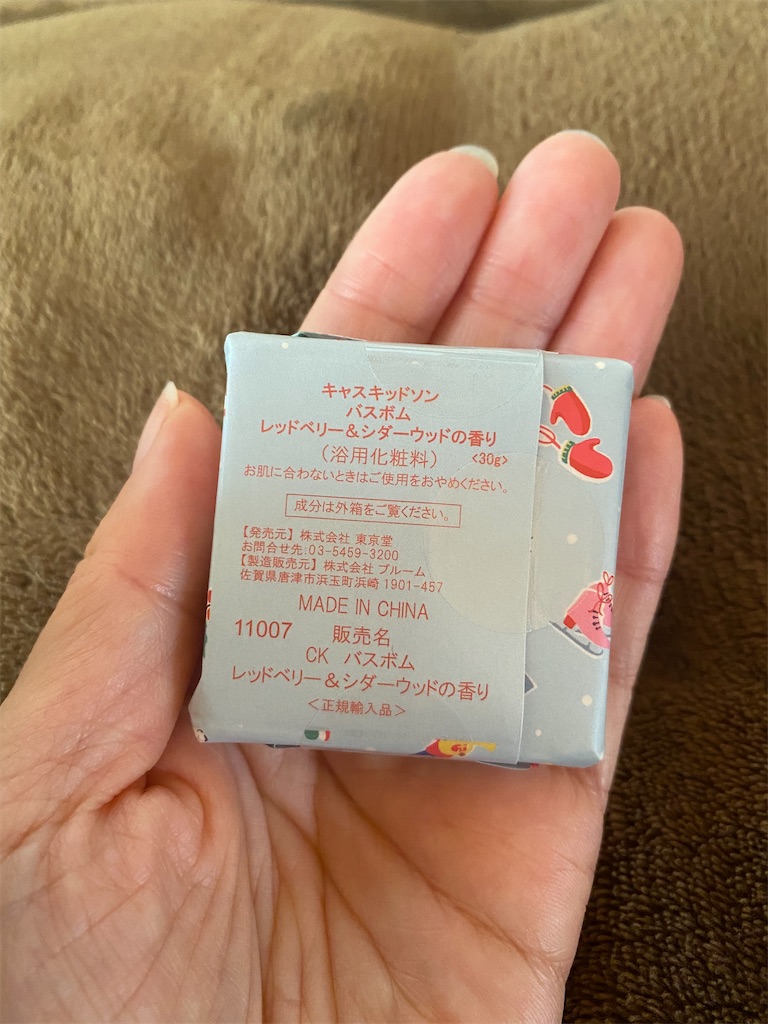 キャスキッドソン
バスボム
レッドベリー＆シダーウッドの香り
（浴用化粧料） <30g>
お肌に合わないときはご使用をおやめください。
成分は外箱をご覧ください。
【発売元】株式会社 東京堂
お問合せ先:03-5459-3200
【製造販売元】株式会社 ブルーム
佐賀県唐津市浜玉町浜崎 1901-457
MADE IN CHINA
11007 販売名
CK バスボム
レッドベリー＆シダーウッドの香り
＜正規輸入品＞